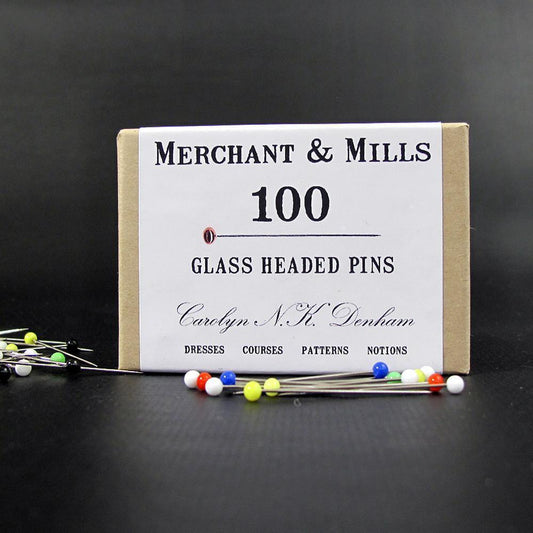 MERCHANT & MILLS
100
GLASS HEADED PINS
Carolyn N.K. Denham
DRESSES COURSES PATTERNS NOTIONS